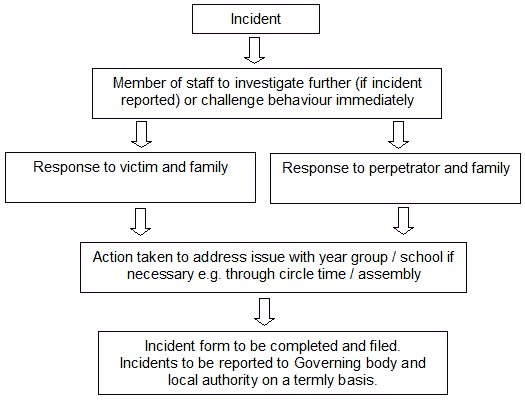 Incident
Member of staff to investigate further (if incident
reported) or challenge behaviour immediately
Response to victim and family
Response to perpetrator and family
Action taken to address issue with year group / school if
necessary e.g. through circle time / assembly
Incident form to be completed and filed.
Incidents to be reported to Governing body and
local authority on a termly basis.